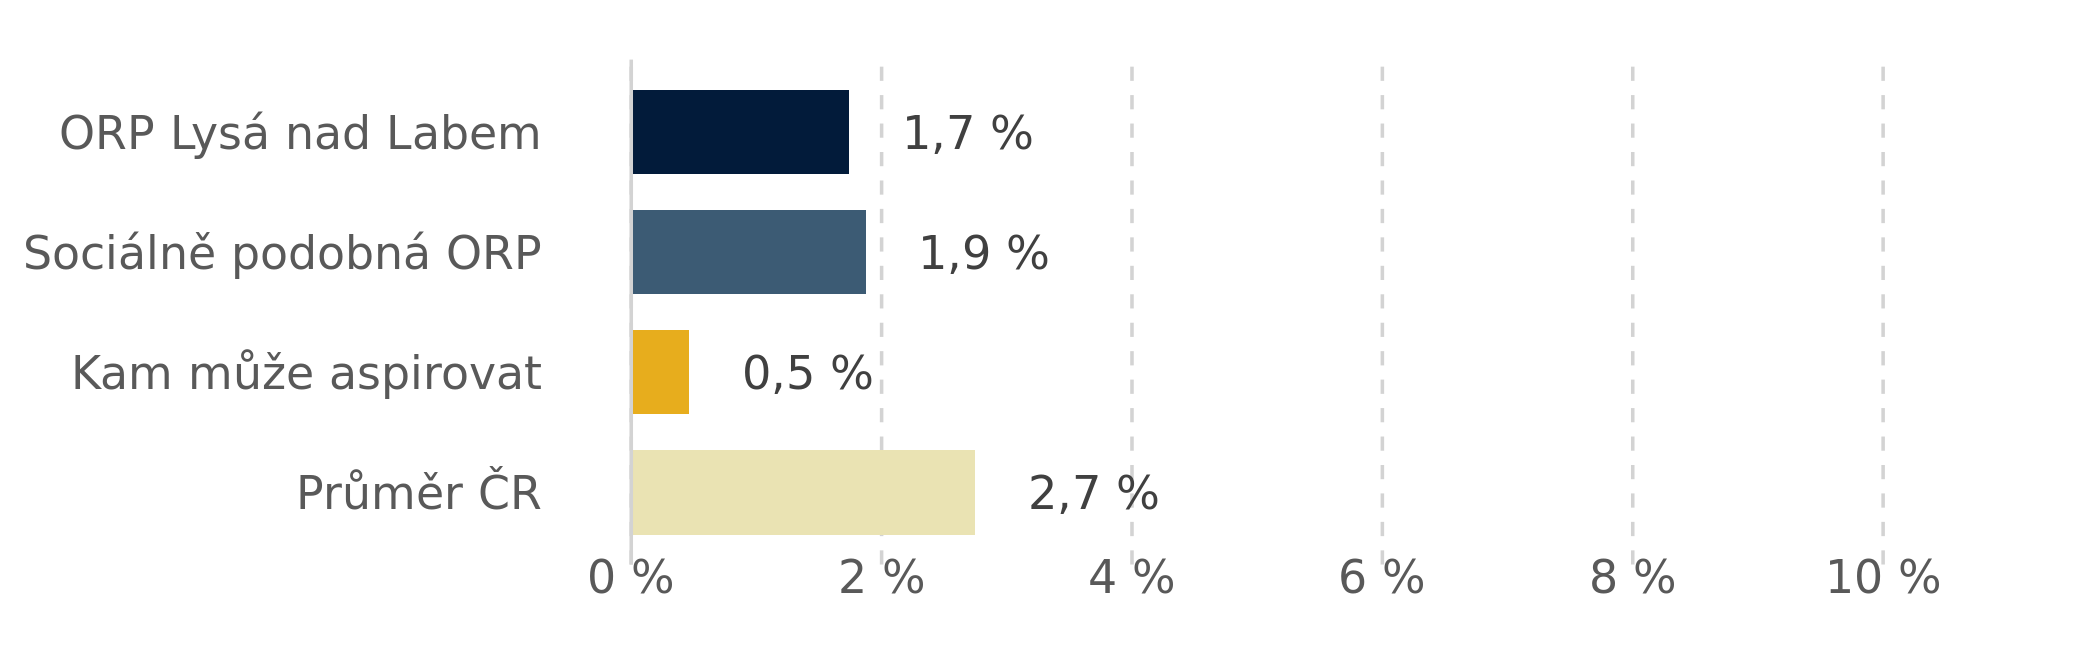 ORP Lysá nad Labem 1,7 %
Sociálně podobná ORP 1,9 %
Kam může aspirovat 0,5 %
Průměr ČR 2,7 %
0 % 2 % 4 % 6 % 8 % 10 %